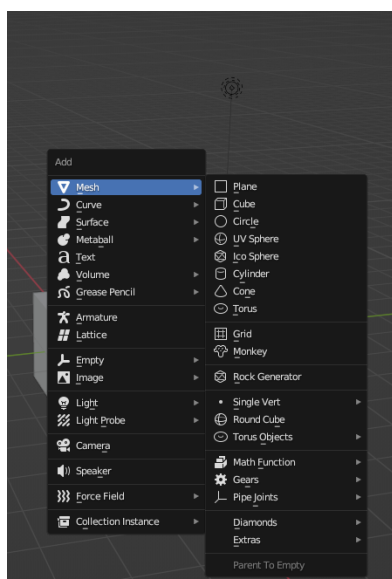 Add
Mesh
Curve
Surface
Metaball
Text
Volume
Grease Pencil
Armature
Lattice
Empty
Image
Light
Light Probe
Camera
Speaker
Force Field
Collection Instance
Plane
Cube
Circle
UV Sphere
Ico Sphere
Cylinder
Cone
Torus
Grid
Monkey
Rock Generator
Single Vert
Round Cube
Torus Objects
Math Function
Gears
Pipe Joints
Diamonds
Extras
Parent To Empty